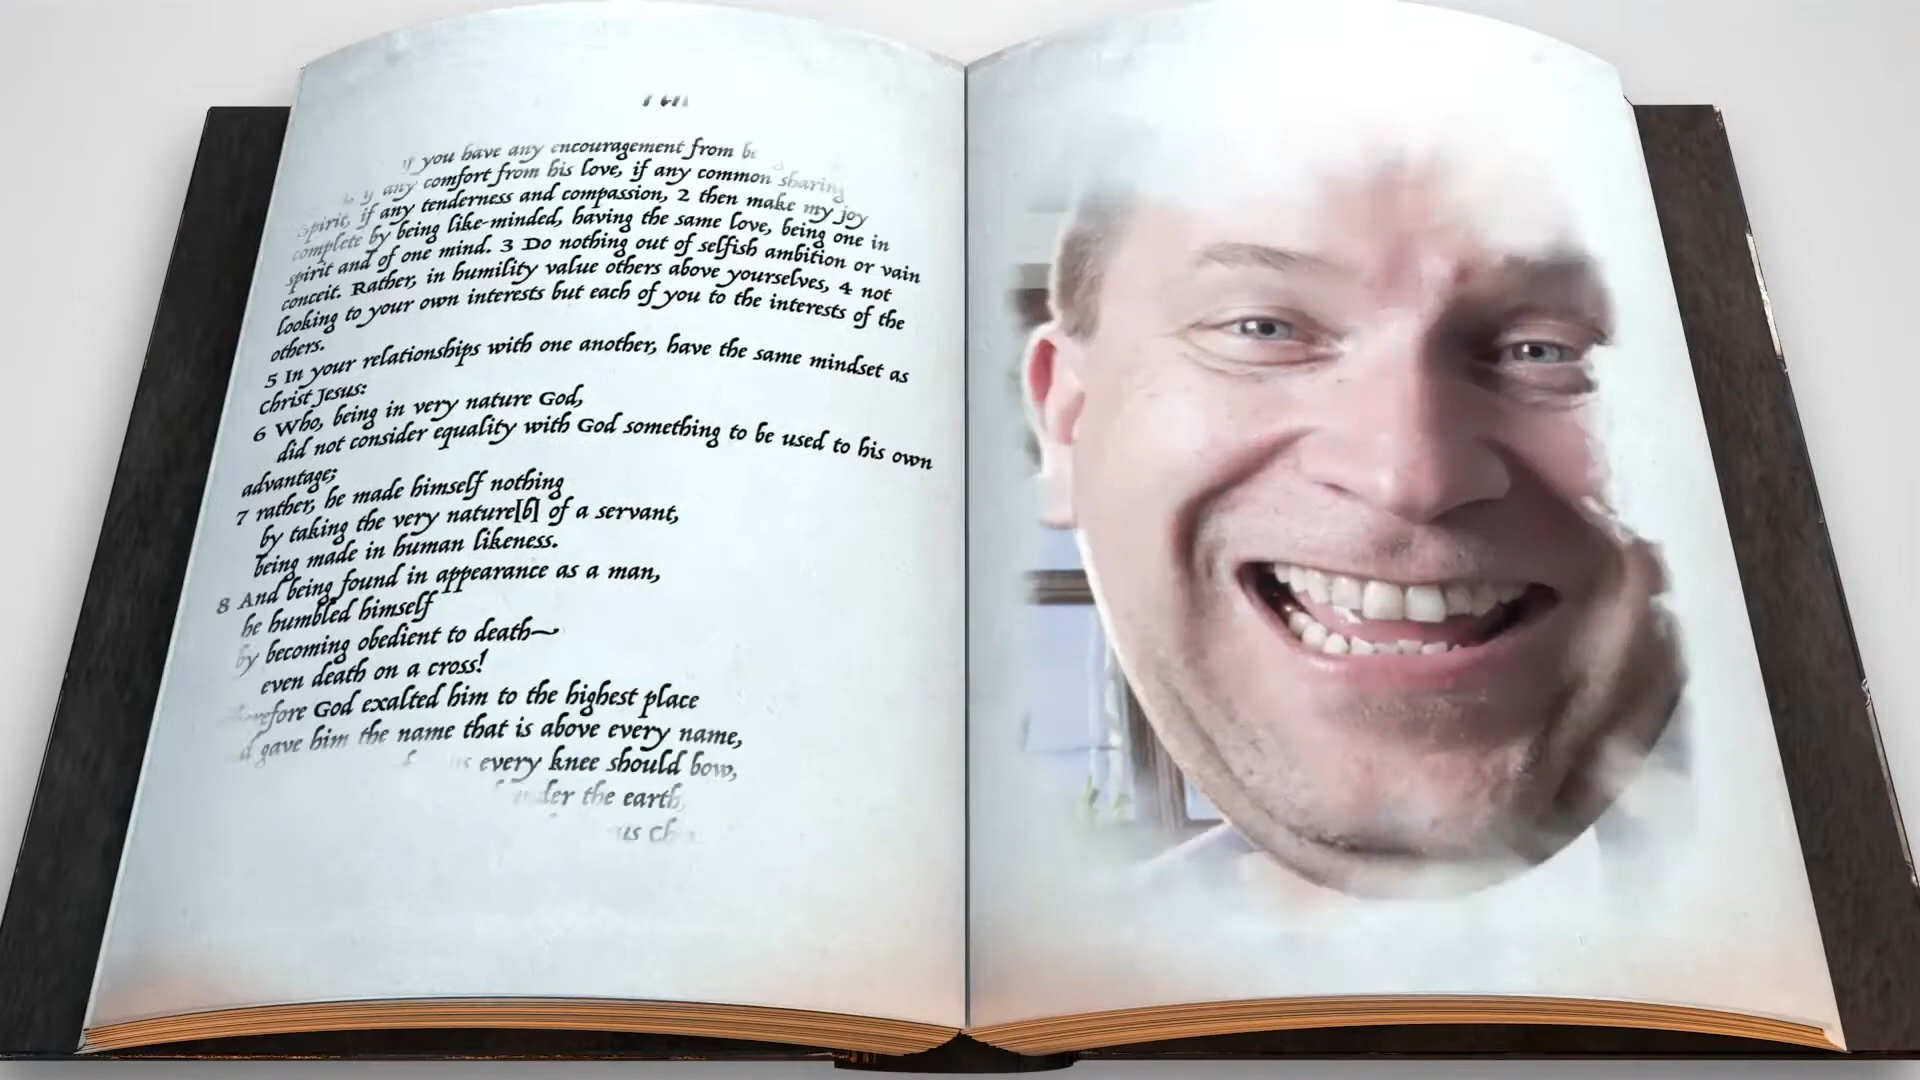 you have any encouragement from
any comfort from his love, if any common sharing
Spirit, if any tenderness and compassion, 2 then make my joy
complete by being like-minded, having the same love, being one in
spirit and of one mind. 3 Do nothing out of selfish ambition or vain
conceit. Rather, in humility value others above yourselves, 4 not
looking to your own interests but each of you to the interests of the
others.
5 In your relationships with one another, have the same mindset as
Christ Jesus:
6 Who, being in very nature God,
did not consider equality with God something to be used to his own
advantage;
7 rather, he made himself nothing
by taking the very nature[b] of a servant,
being made in human likeness.
8 And being found in appearance as a man,
he humbled himself
by becoming obedient to death—
even death on a cross!
God exalted him to the highest place
gave him the name that is above every name,
every knee should bow,
the earth,